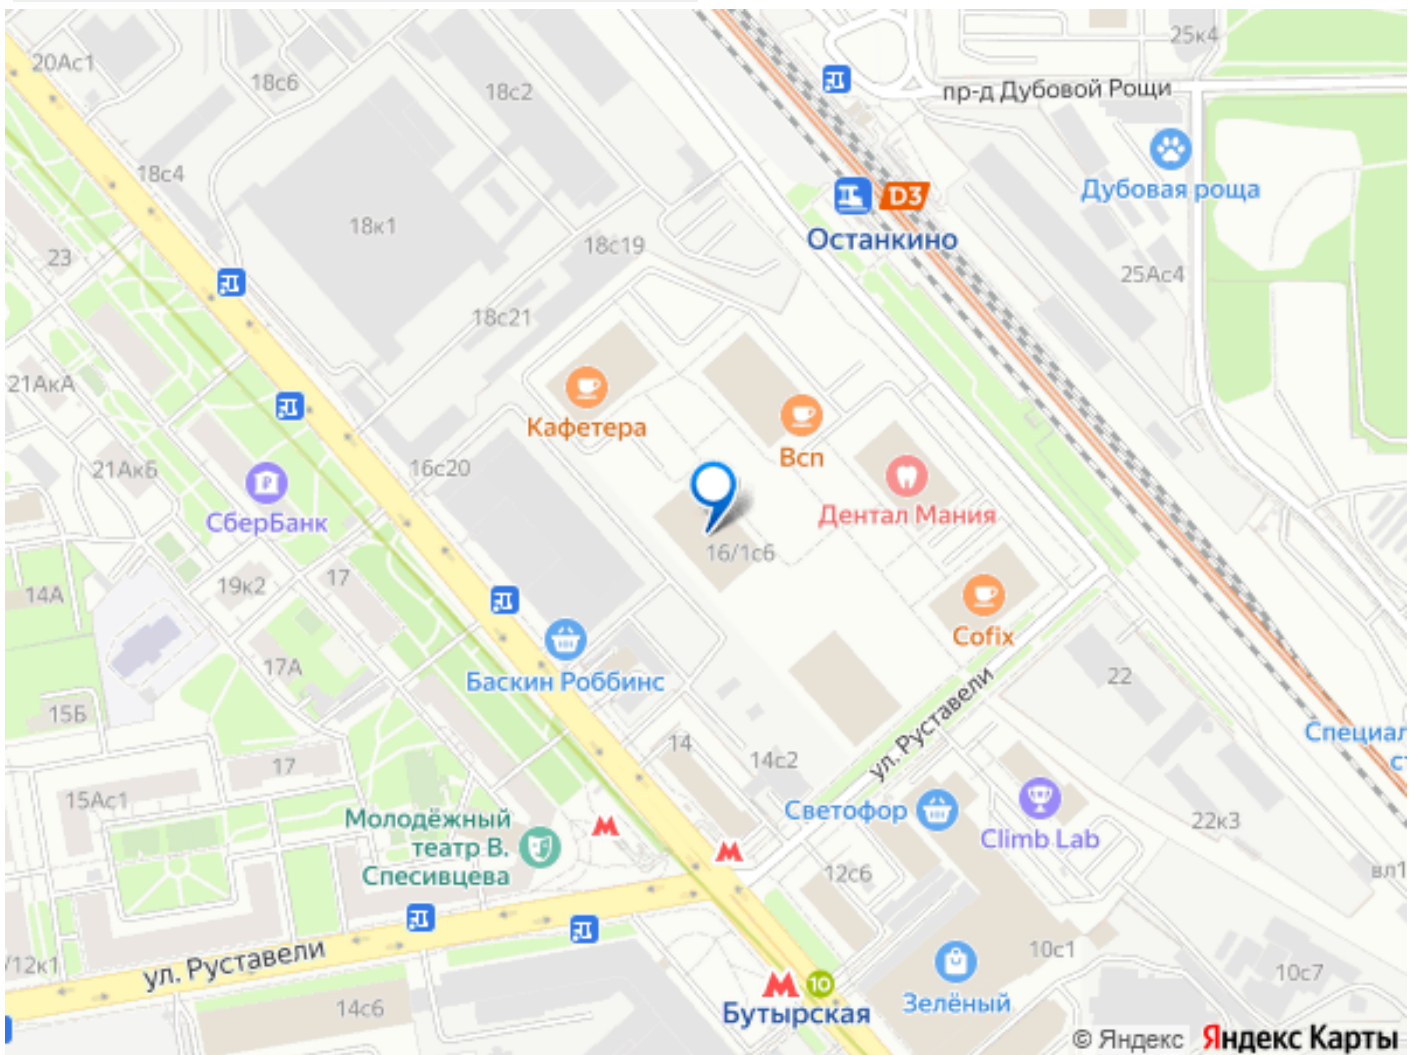 20Ас1
18с6
18с2
25к4
пр-д Дубовой Рощи
18с4
Дубовая роща
D3
Останкино
18к1
18с19
23
25Ас4
18с21
21АкА
Кафетера
Всп
21Ак6
16с20
СберБанк
Дентал Мания
16/1с6
14А
19к2
17
Cofix
17А
Баскин Роббинс
22
15Б
14
14с2
ул. Руставели
Специал
ст
17
15Ас1
Молодёжный
театр В.
Спесивцева
Светофор
Climb Lab
22к3
12с6
вл1
/12к1
ул. Руставели
10с1
10с7
14с6
10
Бутырская
Зелёный
© Яндекс Яндекс Карты